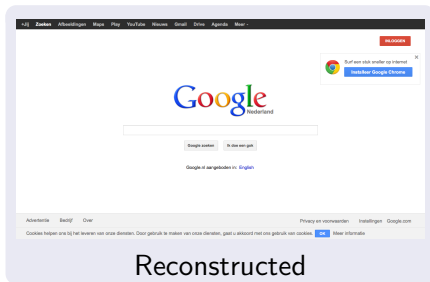 +Jij Zoeken Afbeeldingen Maps Play YouTube Nieuws Gmail Drive Agenda Meer
INLOGGEN
Surf een stuk sneller op internet
Installeer Google Chrome
Google
Nederland
Google zoeken Ik doe een gok
Google.nl aangeboden in: English
Advertentie Bedrijf Over Privacy en voorwaarden Instellingen Google.com
Cookies helpen ons bij het leveren van onze diensten. Door gebruik te maken van onze diensten, gaat u akkoord met ons gebruik van cookies. OK Meer informatie
Reconstructed